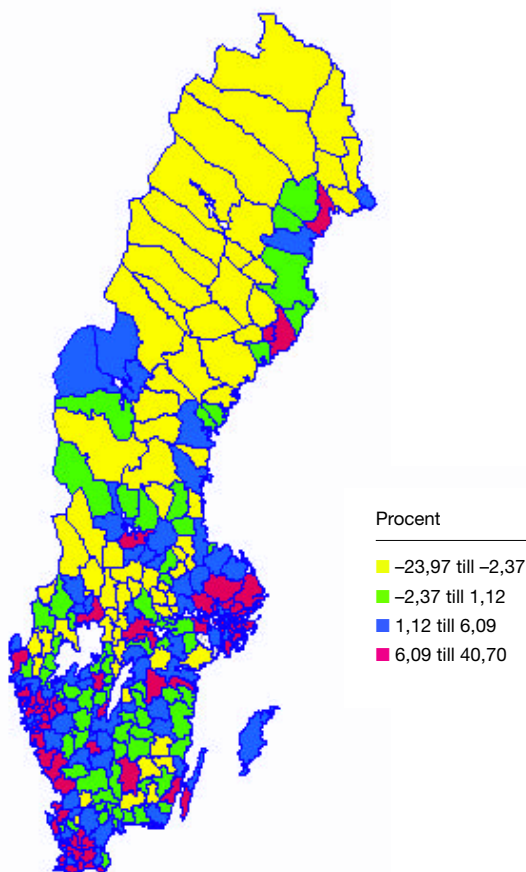 Procent
–23,97 till –2,37
–2,37 till 1,12
1,12 till 6,09
6,09 till 40,70